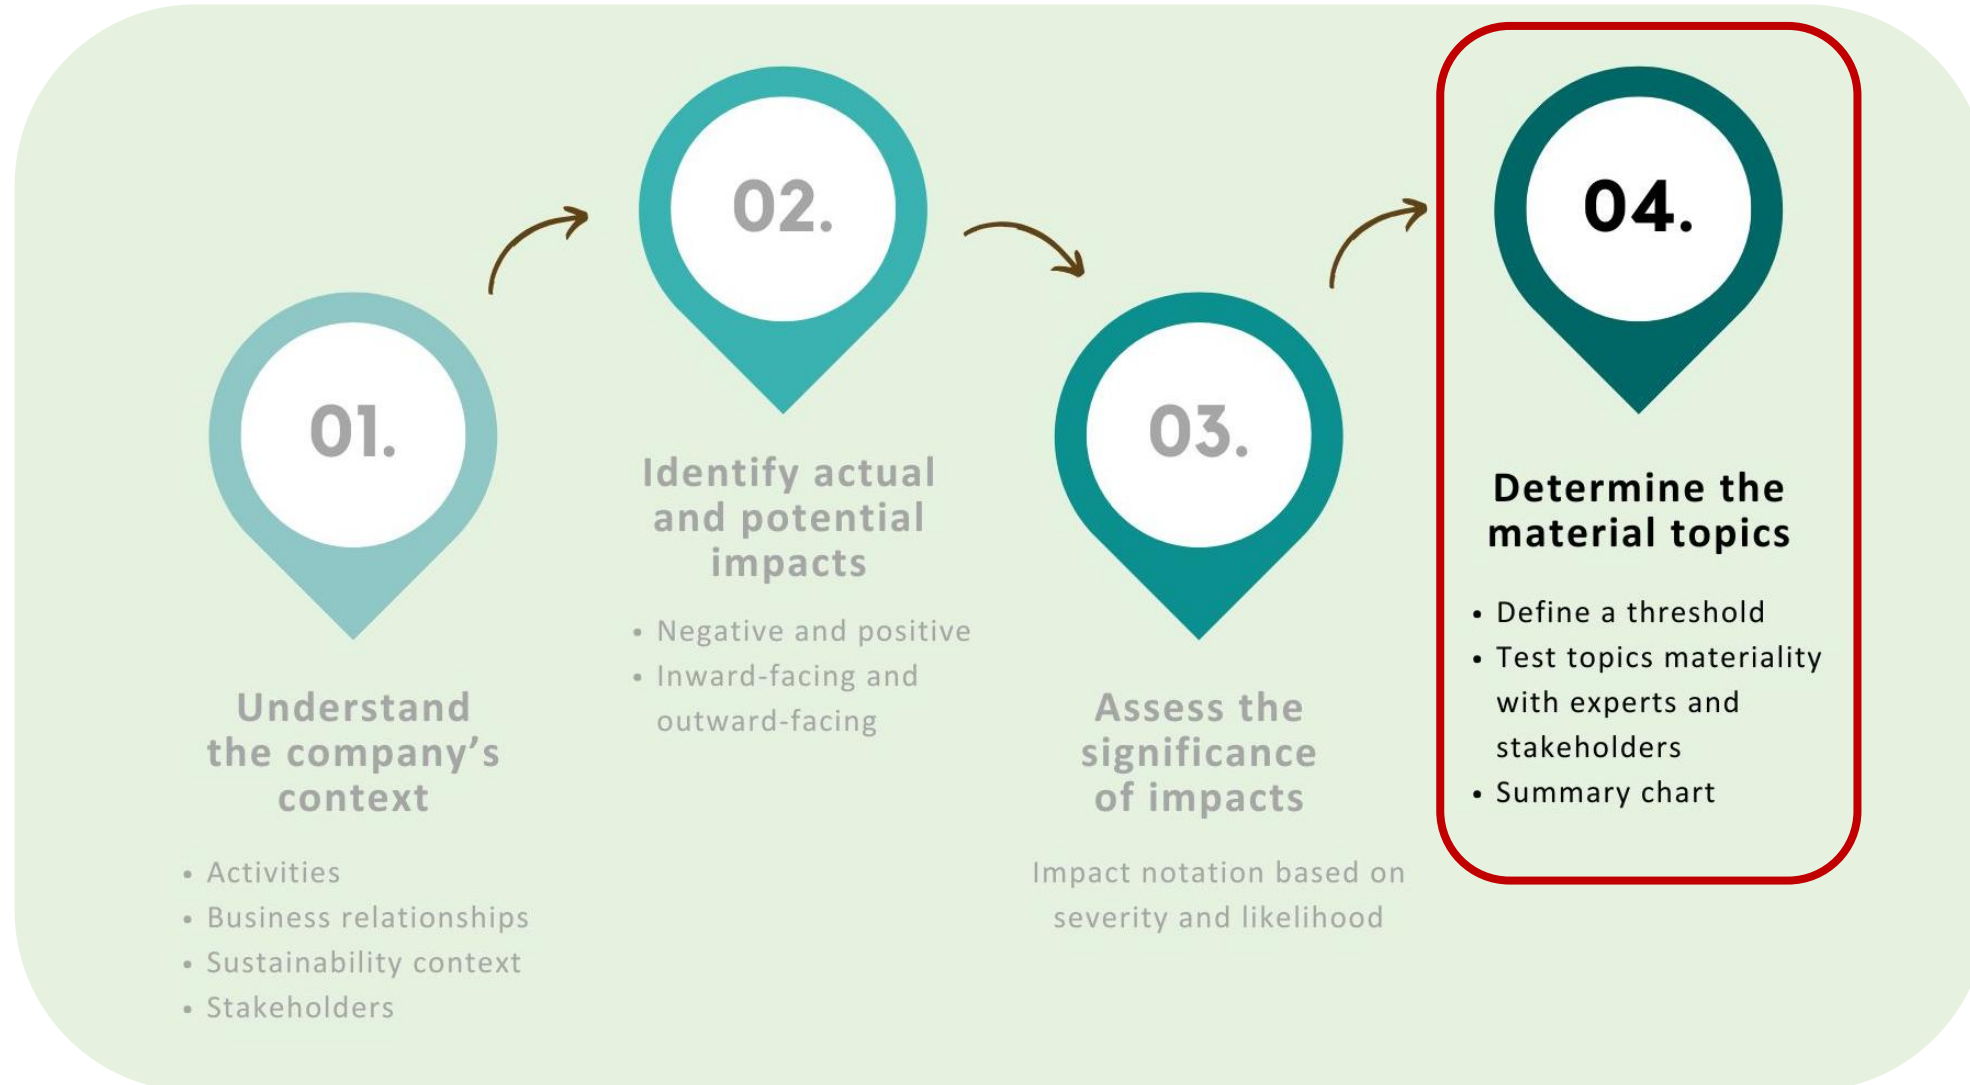 01.
Understand
the company’s
context
• Activities
• Business relationships
• Sustainability context
• Stakeholders
02.
Identify actual
and potential
impacts
• Negative and positive
• Inward-facing and
outward-facing
03.
Assess the
significance
of impacts
Impact notation based on
severity and likelihood
04.
Determine the
material topics
• Define a threshold
• Test topics materiality
with experts and
stakeholders
• Summary chart